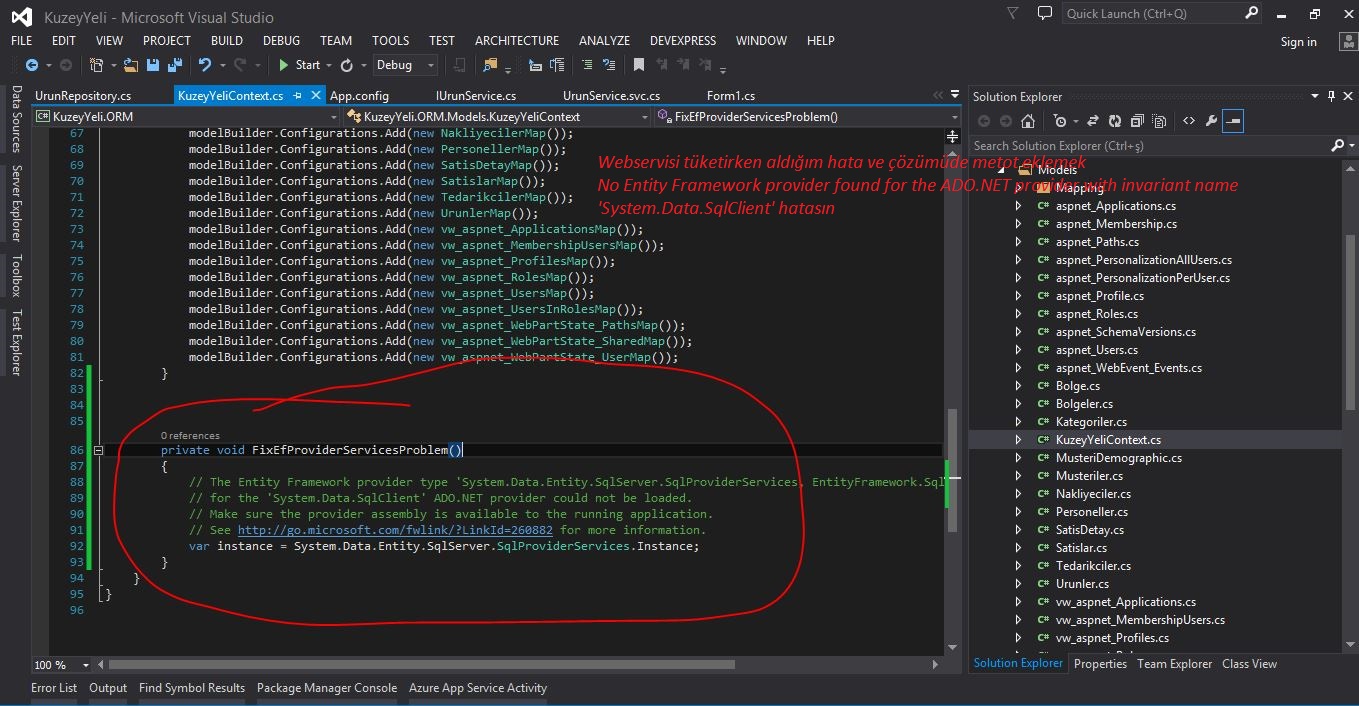 KuzeyYeli - Microsoft Visual Studio
Quick Launch (Ctrl+Q)
FILE EDIT VIEW PROJECT BUILD DEBUG TEAM TOOLS TEST ARCHITECTURE ANALYZE DEVEXPRESS WINDOW HELP
Sign in
Start Debug
Data Sources
Server Explorer
Toolbox
Test Explorer
UrunRepository.cs KuzeyYeliContext.cs App.config IUrunService.cs UrunService.svc.cs Form1.cs
KuzeyYeli.ORM KuzeyYeli.ORM.Models.KuzeyYeliContext FixEfProviderServicesProblem()
67 modelBuilder.Configurations.Add(new NakliyecilerMap());
68 modelBuilder.Configurations.Add(new PersonellerMap());
69 modelBuilder.Configurations.Add(new SatisDetayMap());
70 modelBuilder.Configurations.Add(new SatislarMap());
71 modelBuilder.Configurations.Add(new TedarikcilerMap());
72 modelBuilder.Configurations.Add(new UrunlerMap());
73 modelBuilder.Configurations.Add(new vw_aspnet_ApplicationsMap());
74 modelBuilder.Configurations.Add(new vw_aspnet_MembershipUsersMap());
75 modelBuilder.Configurations.Add(new vw_aspnet_ProfilesMap());
76 modelBuilder.Configurations.Add(new vw_aspnet_RolesMap());
77 modelBuilder.Configurations.Add(new vw_aspnet_UsersMap());
78 modelBuilder.Configurations.Add(new vw_aspnet_UsersInRolesMap());
79 modelBuilder.Configurations.Add(new vw_aspnet_WebPartState_PathsMap());
80 modelBuilder.Configurations.Add(new vw_aspnet_WebPartState_SharedMap());
81 modelBuilder.Configurations.Add(new vw_aspnet_WebPartState_UserMap());
82 }
83
84
85
0 references
86 private void FixEfProviderServicesProblem()
87 {
88 // The Entity Framework provider type 'System.Data.Entity.SqlServer.SqlProviderServices, EntityFramework.Sql
89 // for the 'System.Data.SqlClient' ADO.NET provider could not be loaded.
90 // Make sure the provider assembly is available to the running application.
91 // See http://go.microsoft.com/fwlink/?LinkId=260882 for more information.
92 var instance = System.Data.Entity.SqlServer.SqlProviderServices.Instance;
93 }
94 }
95 }
96
Webservisi tüketirken aldığım hata ve çözümüde metot eklemek
No Entity Framework provider found for the ADO.NET provider with invariant name
'System.Data.SqlClient' hatasın
100 %
Solution Explorer
Search Solution Explorer (Ctrl+ş)
Models
Mapping
C# aspnet_Applications.cs
C# aspnet_Membership.cs
C# aspnet_Paths.cs
C# aspnet_PersonalizationAllUsers.cs
C# aspnet_PersonalizationPerUser.cs
C# aspnet_Profile.cs
C# aspnet_Roles.cs
C# aspnet_SchemaVersions.cs
C# aspnet_Users.cs
C# aspnet_WebEvent_Events.cs
C# Bolge.cs
C# Bolgeler.cs
C# Kategoriler.cs
C# KuzeyYeliContext.cs
C# MusteriDemographic.cs
C# Musteriler.cs
C# Nakliyeciler.cs
C# Personeller.cs
C# SatisDetay.cs
C# Satislar.cs
C# Tedarikciler.cs
C# Urunler.cs
C# vw_aspnet_Applications.cs
C# vw_aspnet_MembershipUsers.cs
C# vw_aspnet_Profiles.cs
Solution Explorer Properties Team Explorer Class View
Error List Output Find Symbol Results Package Manager Console Azure App Service Activity